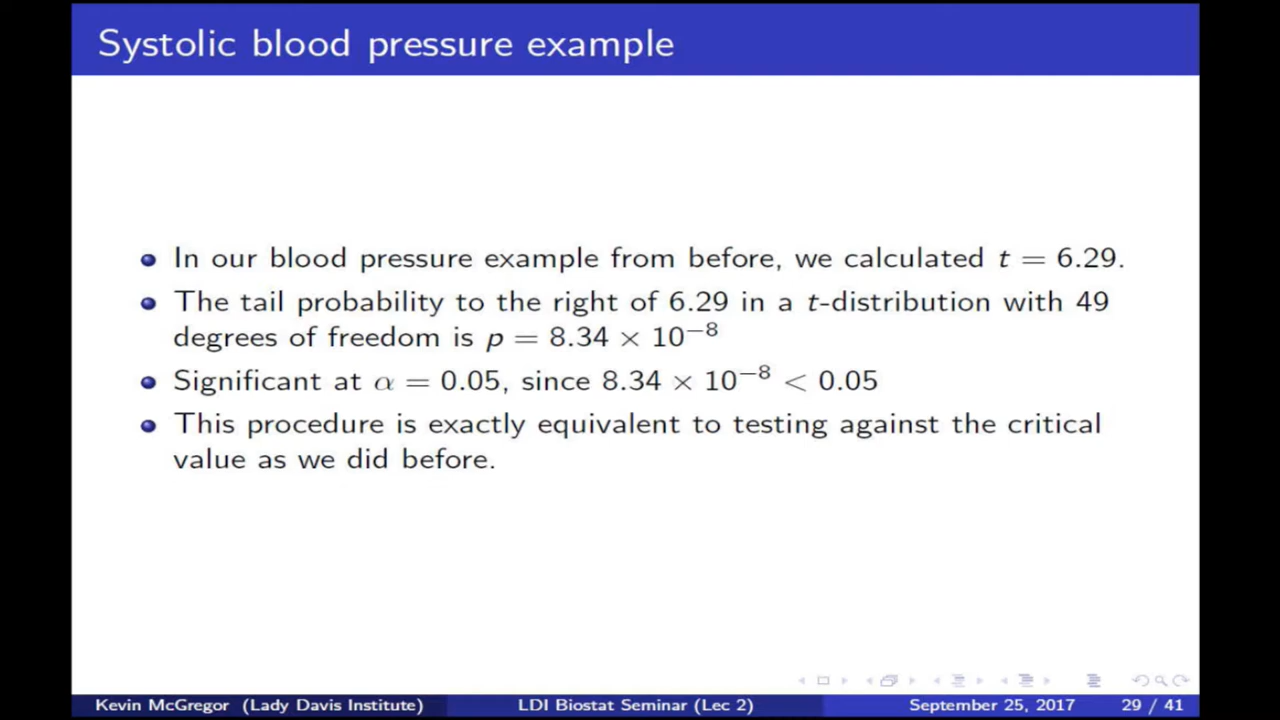 Systolic blood pressure example
In our blood pressure example from before, we calculated t = 6.29.
The tail probability to the right of 6.29 in a t-distribution with 49
degrees of freedom is p = 8.34 × 10⁻⁸
Significant at α = 0.05, since 8.34 × 10⁻⁸ < 0.05
This procedure is exactly equivalent to testing against the critical
value as we did before.
Kevin McGregor (Lady Davis Institute) LDI Biostat Seminar (Lec 2) September 25, 2017 29 / 41